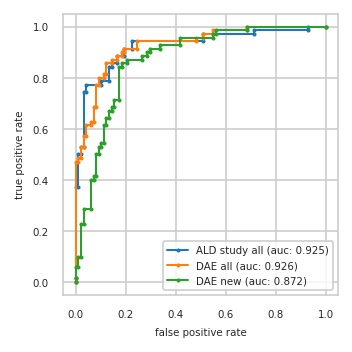 1.0
0.8
0.6
0.4
0.2
0.0
true positive rate
ALD study all (auc: 0.925)
DAE all (auc: 0.926)
DAE new (auc: 0.872)
0.0 0.2 0.4 0.6 0.8 1.0
false positive rate